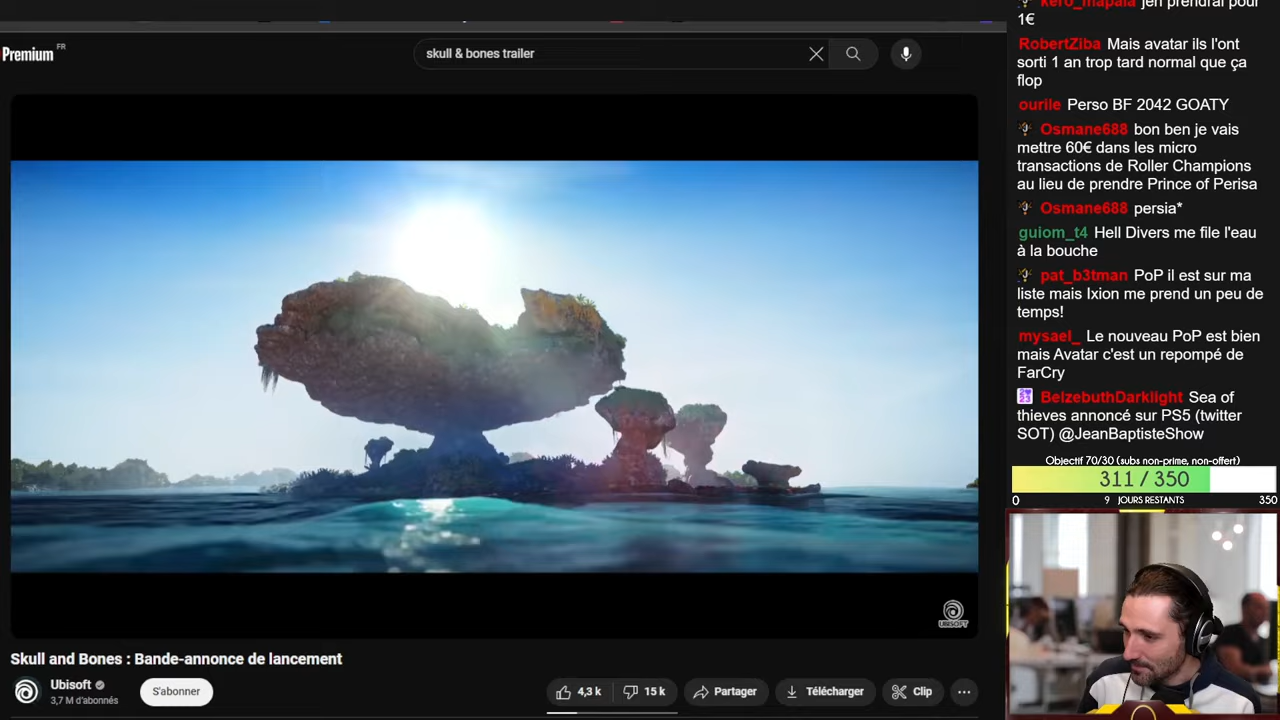 Premium FR
skull & bones trailer
UBISOFT
Skull and Bones : Bande-annonce de lancement
Ubisoft
3,7 M d'abonnés
S'abonner
4,3 k
15 k
Partager
Télécharger
Clip
kero_mapala jen prendrai pour
1€
RobertZiba Mais avatar ils l'ont
sorti 1 an trop tard normal que ça
flop
ourile Perso BF 2042 GOATY
Osmane688 bon ben je vais
mettre 60€ dans les micro
transactions de Roller Champions
au lieu de prendre Prince of Perisa
Osmane688 persia*
guiom_t4 Hell Divers me file l'eau
à la bouche
pat_b3tman PoP il est sur ma
liste mais Ixion me prend un peu de
temps!
mysael_ Le nouveau PoP est bien
mais Avatar c'est un repompé de
FarCry
BelzebuthDarklight Sea of
thieves annoncé sur PS5 (twitter
SOT) @JeanBaptisteShow
Objectif 70/30 (subs non-prime, non-offert)
311 / 350
0 9 JOURS RESTANTS 350